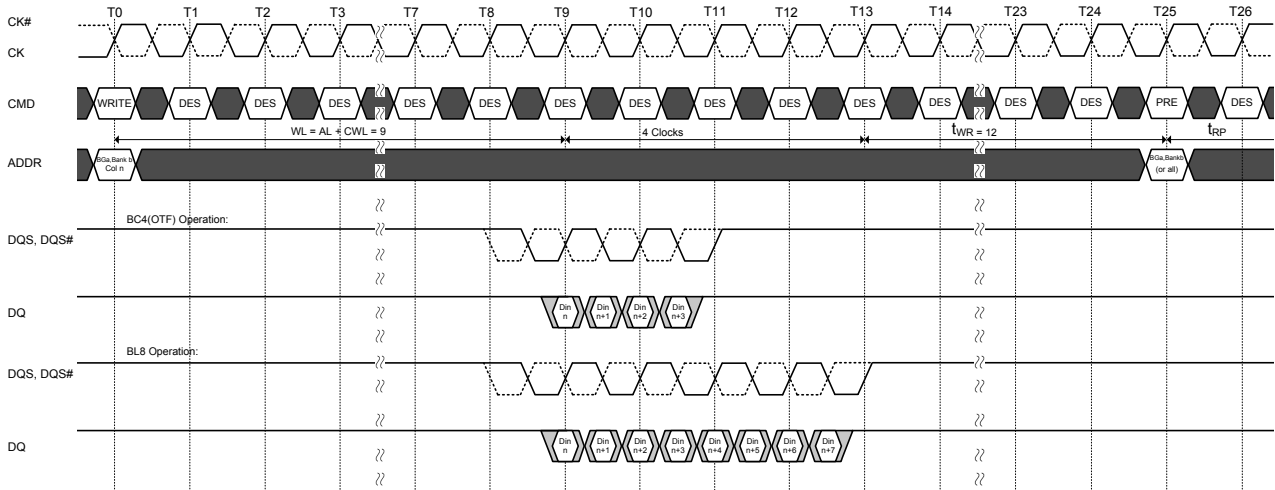 T0 T1 T2 T3 T7 T8 T9 T10 T11 T12 T13 T14 T23 T24 T25 T26
CK#
CK
CMD WRITE DES DES DES DES DES DES DES DES DES DES DES DES DES PRE DES
WL = AL + CWL = 9 4 Clocks tWR = 12 tRP
ADDR
BGa,Bank b
Col n
BGa,Bankb
(or all)
BC4(OTF) Operation:
DQS, DQS#
DQ
Din n
Din n+1
Din n+2
Din n+3
BL8 Operation:
DQS, DQS#
DQ
Din n
Din n+1
Din n+2
Din n+3
Din n+4
Din n+5
Din n+6
Din n+7